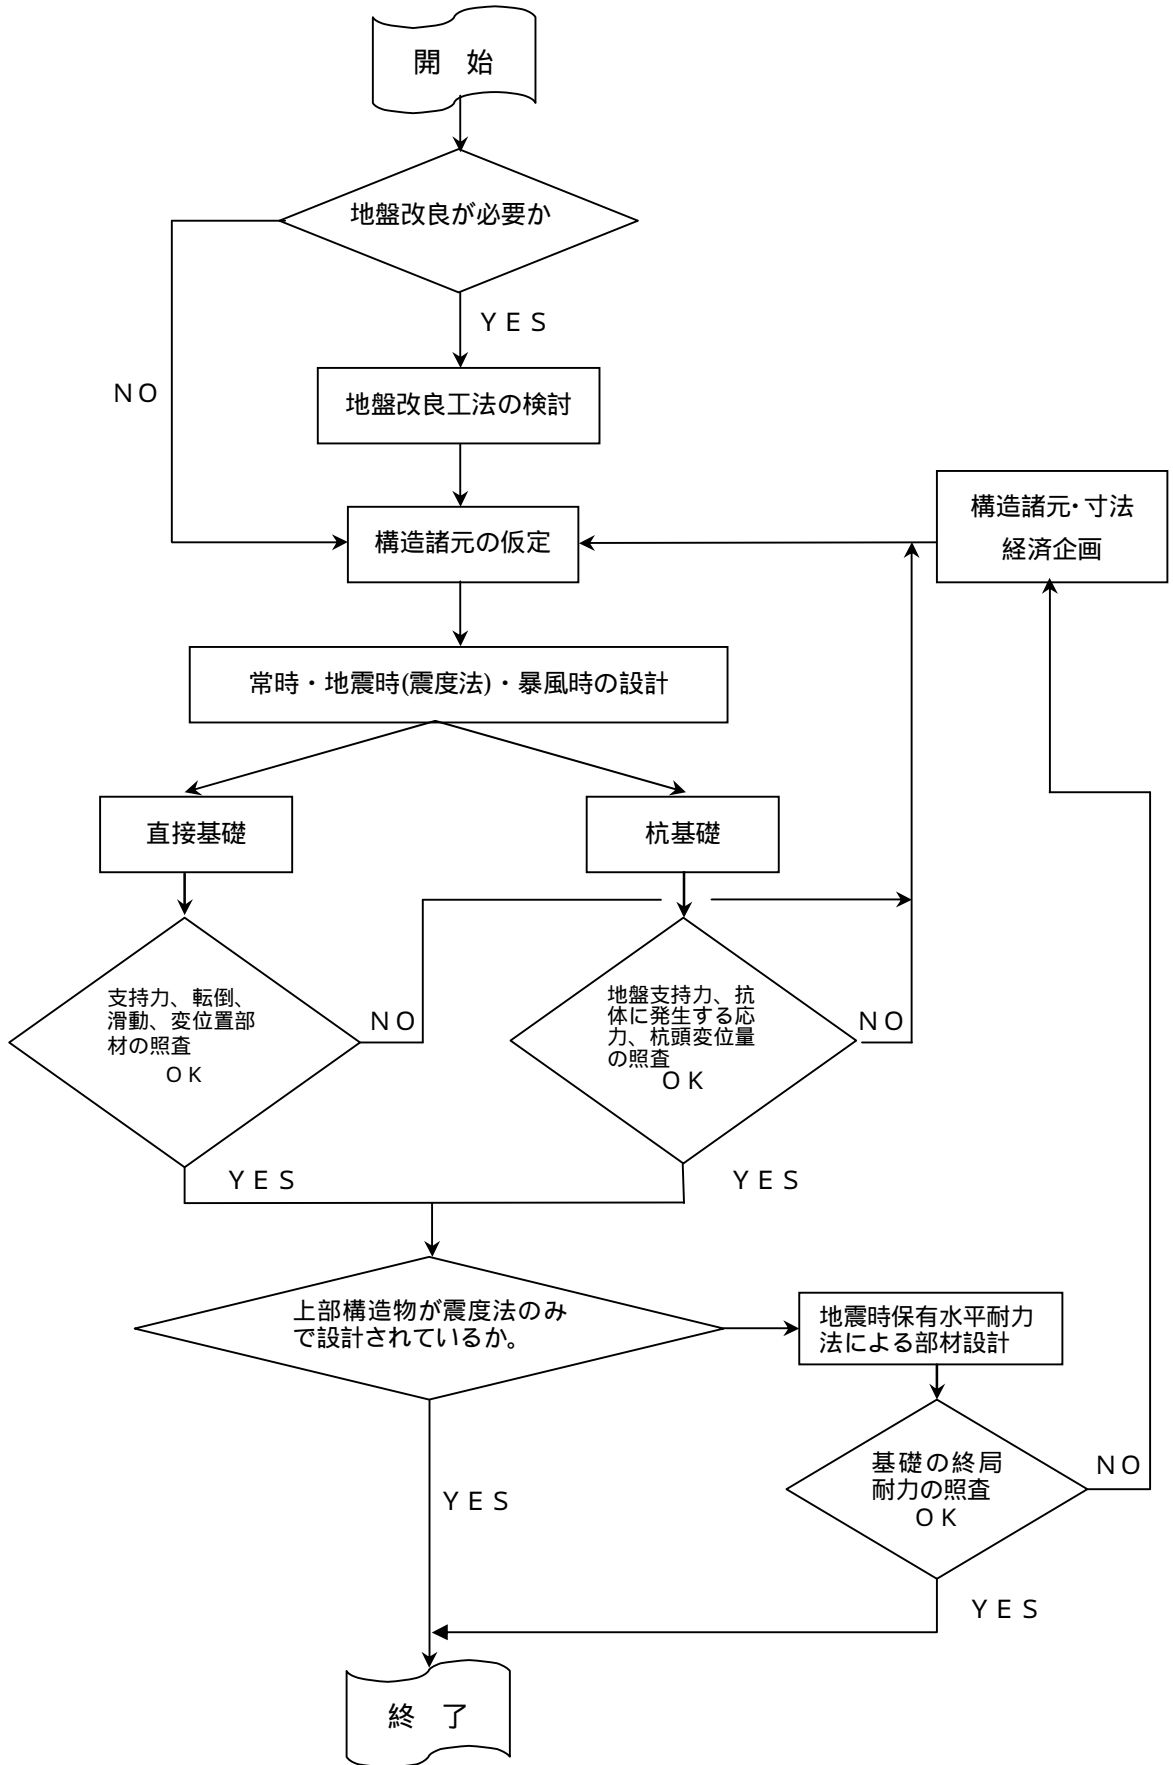 開　始
地盤改良が必要か
ＹＥＳ
ＮＯ
地盤改良工法の検討
構造諸元・寸法
経済企画
構造諸元の仮定
常時・地震時(震度法)・暴風時の設計
直接基礎
杭基礎
支持力、転倒、
滑動、変位置部
材の照査
ＯＫ
ＮＯ
地盤支持力、抗
体に発生する応
力、杭頭変位量
の照査
ＯＫ
ＮＯ
ＹＥＳ
ＹＥＳ
上部構造物が震度法のみ
で設計されているか。
地震時保有水平耐力
法による部材設計
基礎の終局
耐力の照査
ＯＫ
ＮＯ
ＹＥＳ
ＹＥＳ
終　了